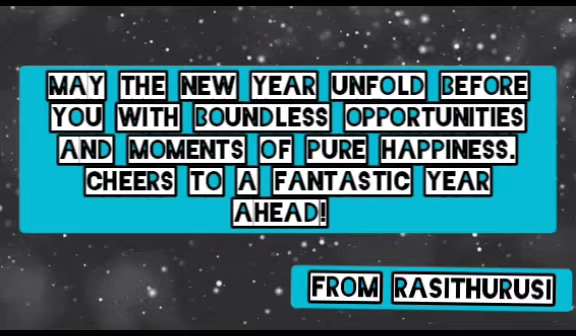 MAY THE NEW YEAR UNFOLD BEFORE
YOU WITH BOUNDLESS OPPORTUNITIES
AND MOMENTS OF PURE HAPPINESS.
CHEERS TO A FANTASTIC YEAR
AHEAD!
FROM RASITHURUSI